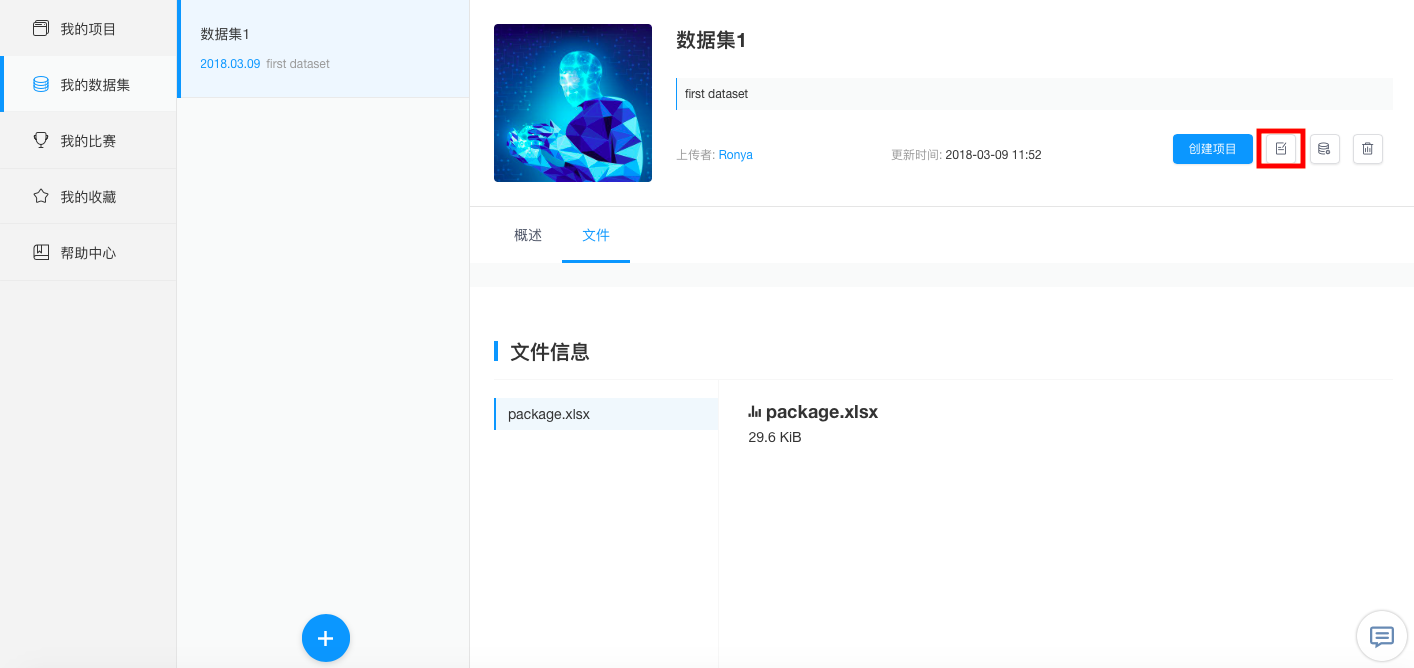 我的项目
我的数据集
我的比赛
我的收藏
帮助中心
数据集1
2018.03.09 first dataset
数据集1
first dataset
上传者: Ronya
更新时间: 2018-03-09 11:52
创建项目
概述
文件
文件信息
package.xlsx
package.xlsx
29.6 KiB